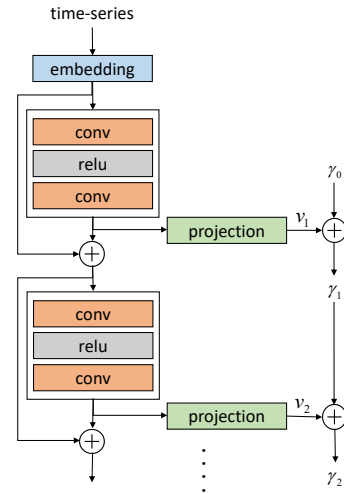 time-series
embedding
conv
relu
conv
γ0
projection
v1
γ1
conv
relu
conv
projection
v2
γ2